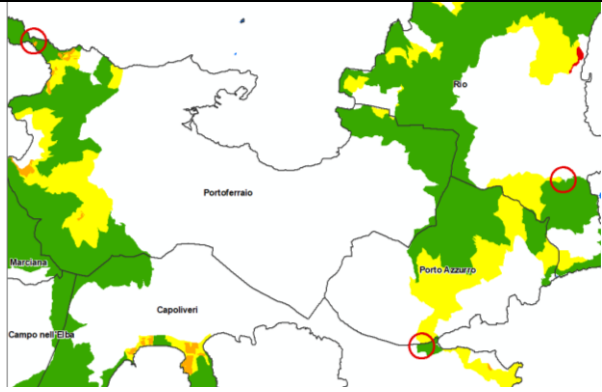 Rio
Portoferraio
Marciana
Porto Azzurro
Capoliveri
Campo nell'Elba